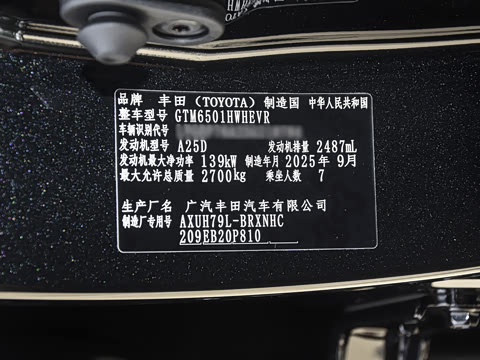 品牌 丰田（TOYOTA）制造国 中华人民共和国
整车型号 GTM6501HWHEVR
车辆识别代号
发动机型号 A25D 发动机排量 2487mL
发动机最大净功率 139kW 制造年月 2025 年 9月
最大允许总质量 2700kg 乘坐人数 7
生产厂名 广汽丰田汽车有限公司
制造厂专用号 AXUH79L-BRXNHC
209EB20P810